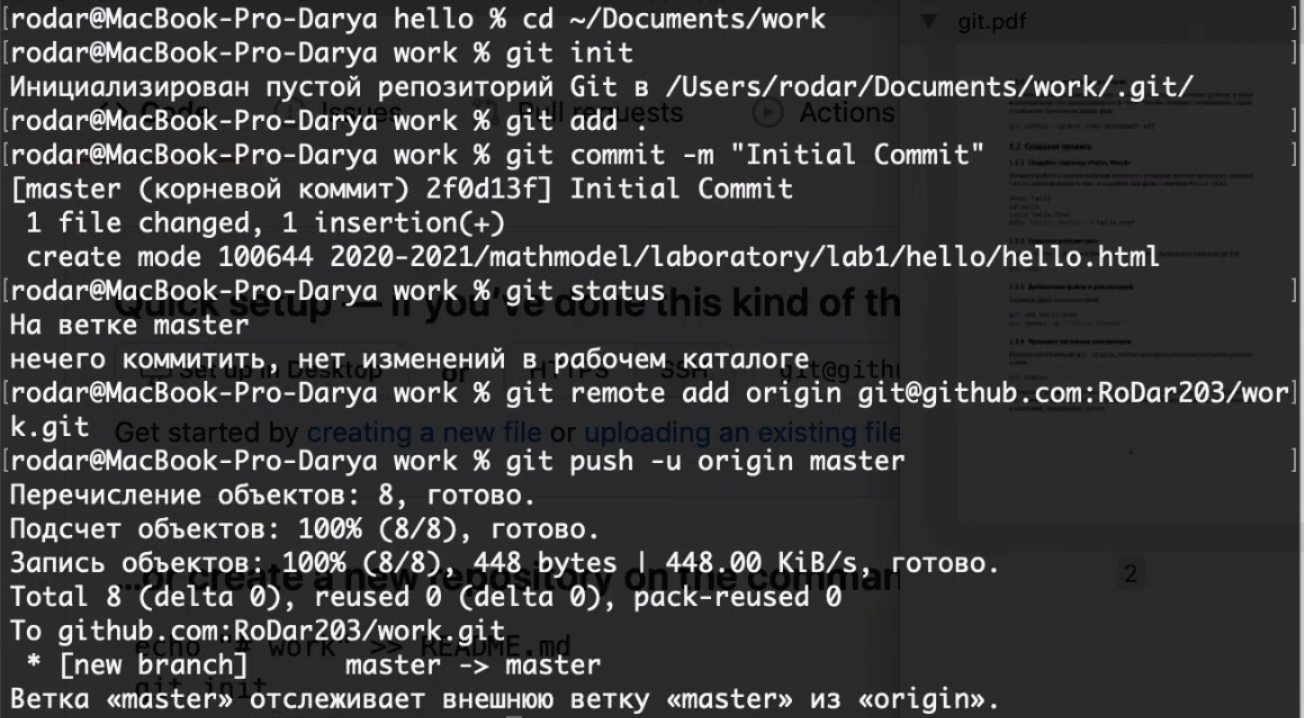 [rodar@MacBook-Pro-Darya hello % cd ~/Documents/work ]
[rodar@MacBook-Pro-Darya work % git init ]
Инициализирован пустой репозиторий Git в /Users/rodar/Documents/work/.git/
[rodar@MacBook-Pro-Darya work % git add . ]
[rodar@MacBook-Pro-Darya work % git commit -m "Initial Commit" ]
[master (корневой коммит) 2f0d13f] Initial Commit
1 file changed, 1 insertion(+)
create mode 100644 2020-2021/mathmodel/laboratory/lab1/hello/hello.html
[rodar@MacBook-Pro-Darya work % git status ]
На ветке master
нечего коммитить, нет изменений в рабочем каталоге
[rodar@MacBook-Pro-Darya work % git remote add origin git@github.com:RoDar203/wor]
k.git
[rodar@MacBook-Pro-Darya work % git push -u origin master ]
Перечисление объектов: 8, готово.
Подсчет объектов: 100% (8/8), готово.
Запись объектов: 100% (8/8), 448 bytes | 448.00 KiB/s, готово.
Total 8 (delta 0), reused 0 (delta 0), pack-reused 0
To github.com:RoDar203/work.git
* [new branch] master -> master
Ветка «master» отслеживает внешнюю ветку «master» из «origin».
git.pdf
Code Issues Pull requests Actions
Quick setup — if you've done this kind of th
Set up in Desktop or HTTPS SSH git@gith
Get started by creating a new file or uploading an existing file
...or create a new repository on the comman
echo "# work" >> README.md
git init
2